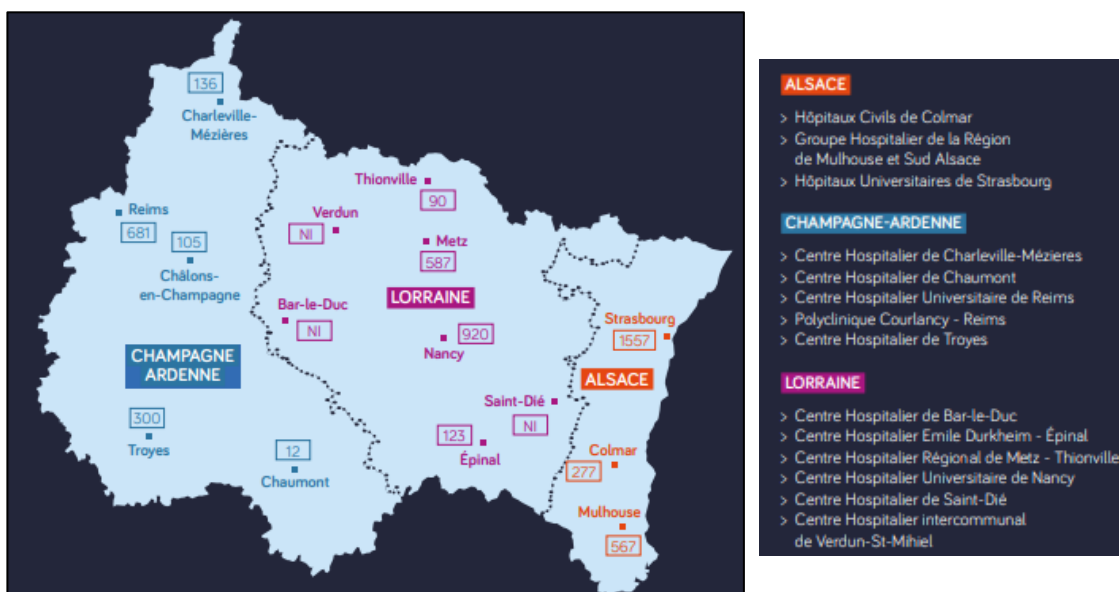 136
Charleville-
Mézières
Reims
681
105
Châlons-
en-Champagne
CHAMPAGNE
ARDENNE
300
Troyes
12
Chaumont
Thionville
90
Verdun
NI
Metz
587
LORRAINE
Bar-le-Duc
NI
920
Nancy
Saint-Dié
NI
123
Épinal
Strasbourg
1557
ALSACE
Colmar
277
Mulhouse
567
ALSACE
> Hôpitaux Civils de Colmar
> Groupe Hospitalier de la Région
de Mulhouse et Sud Alsace
> Hôpitaux Universitaires de Strasbourg
CHAMPAGNE-ARDENNE
> Centre Hospitalier de Charleville-Mézieres
> Centre Hospitalier de Chaumont
> Centre Hospitalier Universitaire de Reims
> Polyclinique Courlancy - Reims
> Centre Hospitalier de Troyes
LORRAINE
> Centre Hospitalier de Bar-le-Duc
> Centre Hospitalier Emile Durkheim - Épinal
> Centre Hospitalier Régional de Metz - Thionville
> Centre Hospitalier Universitaire de Nancy
> Centre Hospitalier de Saint-Dié
> Centre Hospitalier intercommunal
de Verdun-St-Mihiel